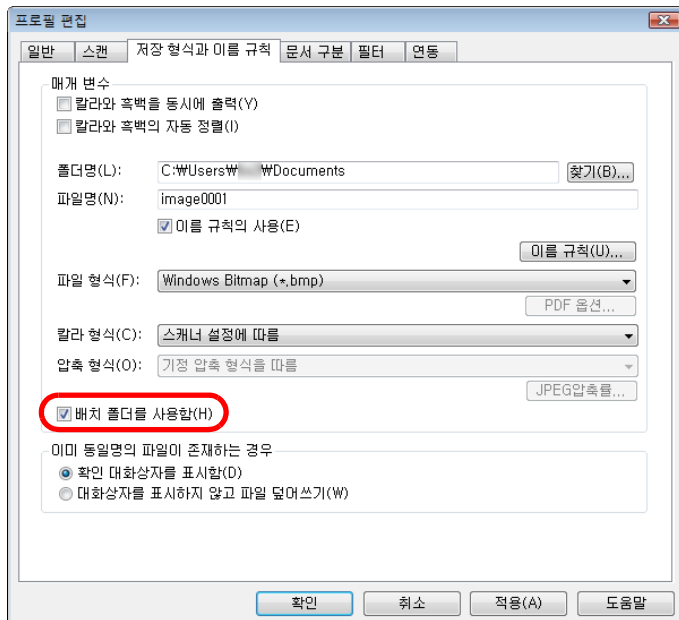 프로필 편집
일반 스캔 저장 형식과 이름 규칙 문서 구분 필터 연동
매개 변수
칼라와 흑백을 동시에 출력(Y)
칼라와 흑백의 자동 정렬(I)
폴더명(L): C:₩Users₩ ₩Documents 찾기(B)...
파일명(N): image0001
이름 규칙의 사용(E)
이름 규칙(U)...
파일 형식(F): Windows Bitmap (*.bmp)
PDF 옵션...
칼라 형식(C): 스캐너 설정에 따름
압축 형식(O): 기정 압축 형식을 따름
JPEG압축률...
배치 폴더를 사용함(H)
이미 동일명의 파일이 존재하는 경우
확인 대화상자를 표시함(D)
대화상자를 표시하지 않고 파일 덮어쓰기(W)
확인 취소 적용(A) 도움말